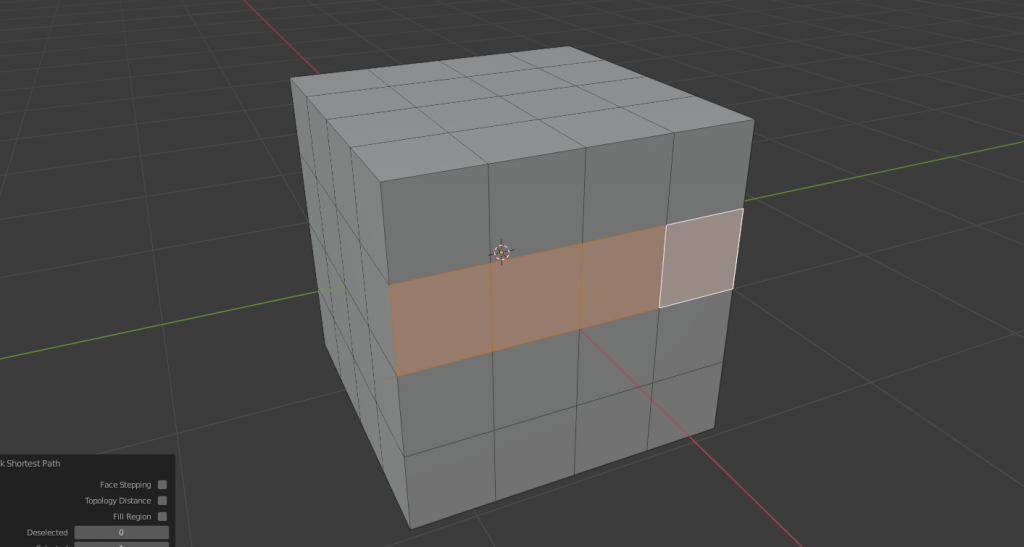 k Shortest Path
Face Stepping
Topology Distance
Fill Region
Deselected 0